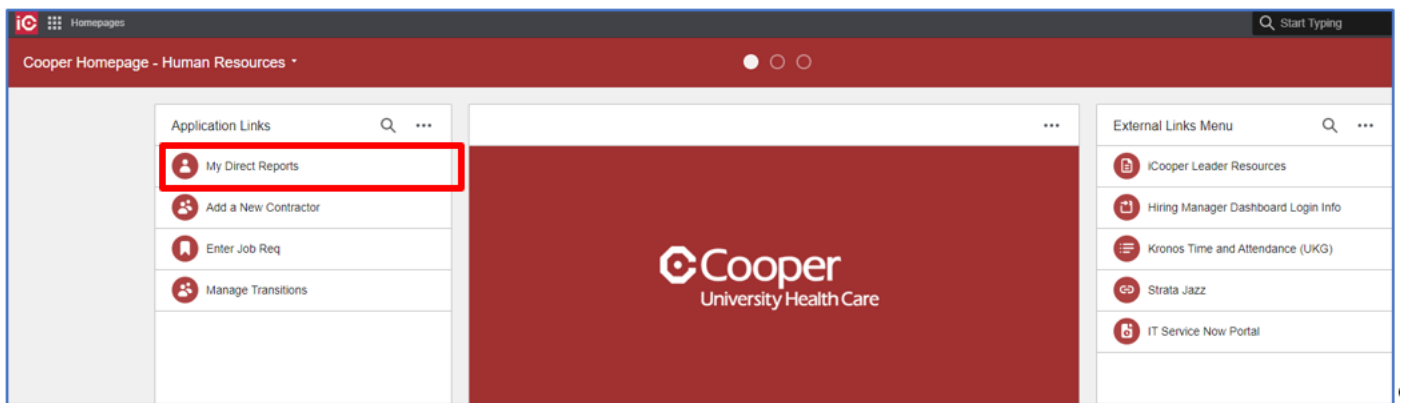 iC Homepages Start Typing
Cooper Homepage - Human Resources
Application Links
My Direct Reports
Add a New Contractor
Enter Job Req
Manage Transitions
Cooper
University Health Care
External Links Menu
iCooper Leader Resources
Hiring Manager Dashboard Login Info
Kronos Time and Attendance (UKG)
Strata Jazz
IT Service Now Portal